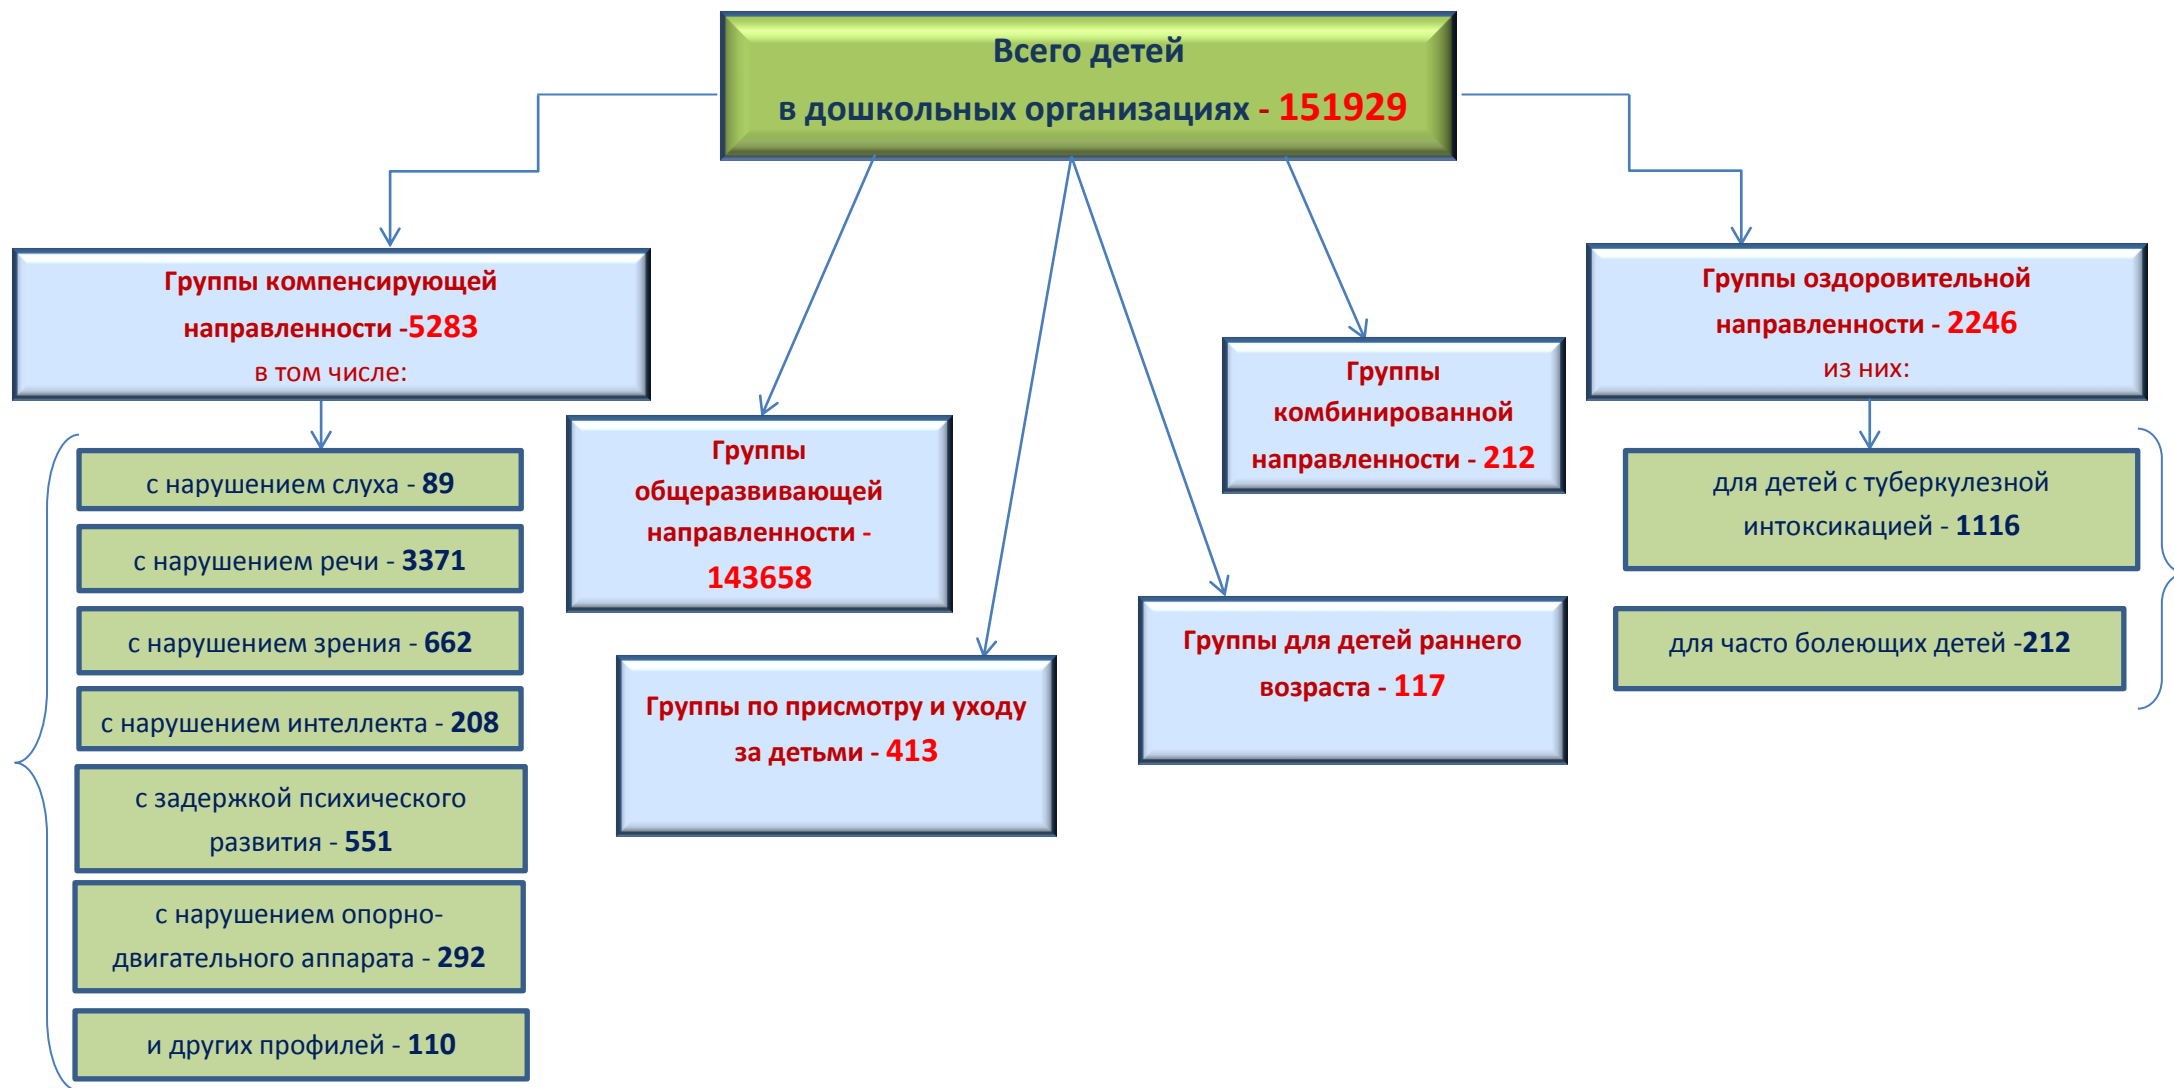 Всего детей
в дошкольных организациях - 151929
Группы компенсирующей
направленности -5283
в том числе:
с нарушением слуха - 89
с нарушением речи - 3371
с нарушением зрения - 662
с нарушением интеллекта - 208
с задержкой психического
развития - 551
с нарушением опорно-
двигательного аппарата - 292
и других профилей - 110
Группы
общеразвивающей
направленности -
143658
Группы по присмотру и уходу
за детьми - 413
Группы для детей раннего
возраста - 117
Группы
комбинированной
направленности - 212
Группы оздоровительной
направленности - 2246
из них:
для детей с туберкулезной
интоксикацией - 1116
для часто болеющих детей -212